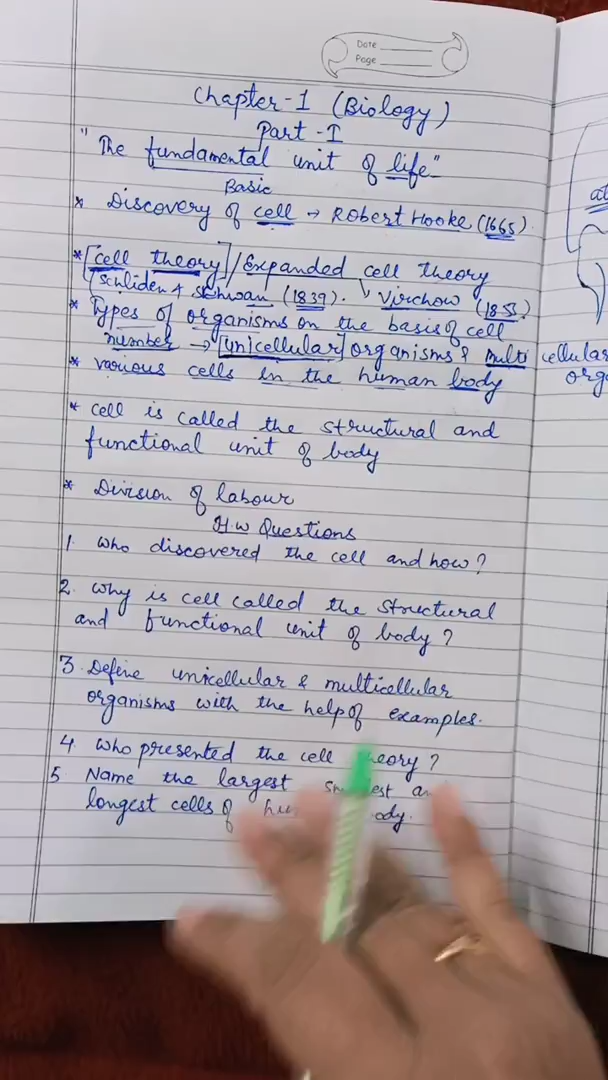 Date
Page
Chapter-1 (Biology)
Part-I
"The fundamental unit of life"
Basic
* Discovery of cell → Robert Hooke (1665).
* [cell theory]/Expanded cell theory
(Schliden & Schwan (1839). ↳ Virchow (1855)
* Types of organisms on the basis of cell
number → [unicellular] organisms & multi cellular
org
* various cells in the human body
* cell is called the structural and
functional unit of body
* Division of labour
H.W Questions
1. Who discovered the cell and how?
2. Why is cell called the structural
and functional unit of body?
3. Define unicellular & multicellular
organisms with the help of examples.
4. Who presented the cell theory?
5. Name the largest
longest cells of